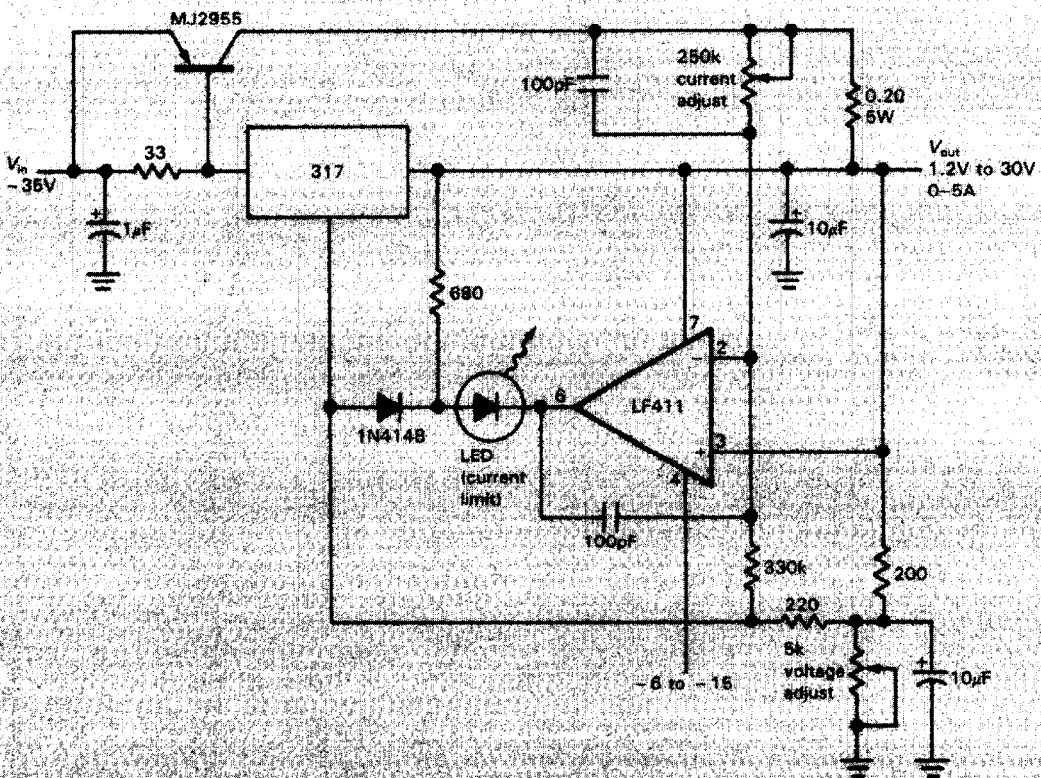 MJ2955
250k
current
adjust
100pF
0.2Ω
5W
V_in
~35V
33
317
V_out
1.2V to 30V
0–5A
1µF
10µF
680
7
2
–
6
LF411
1N4148
LED
(current
limit)
3
+
4
100pF
330k
200
220
5k
voltage
adjust
10µF
-6 to -15